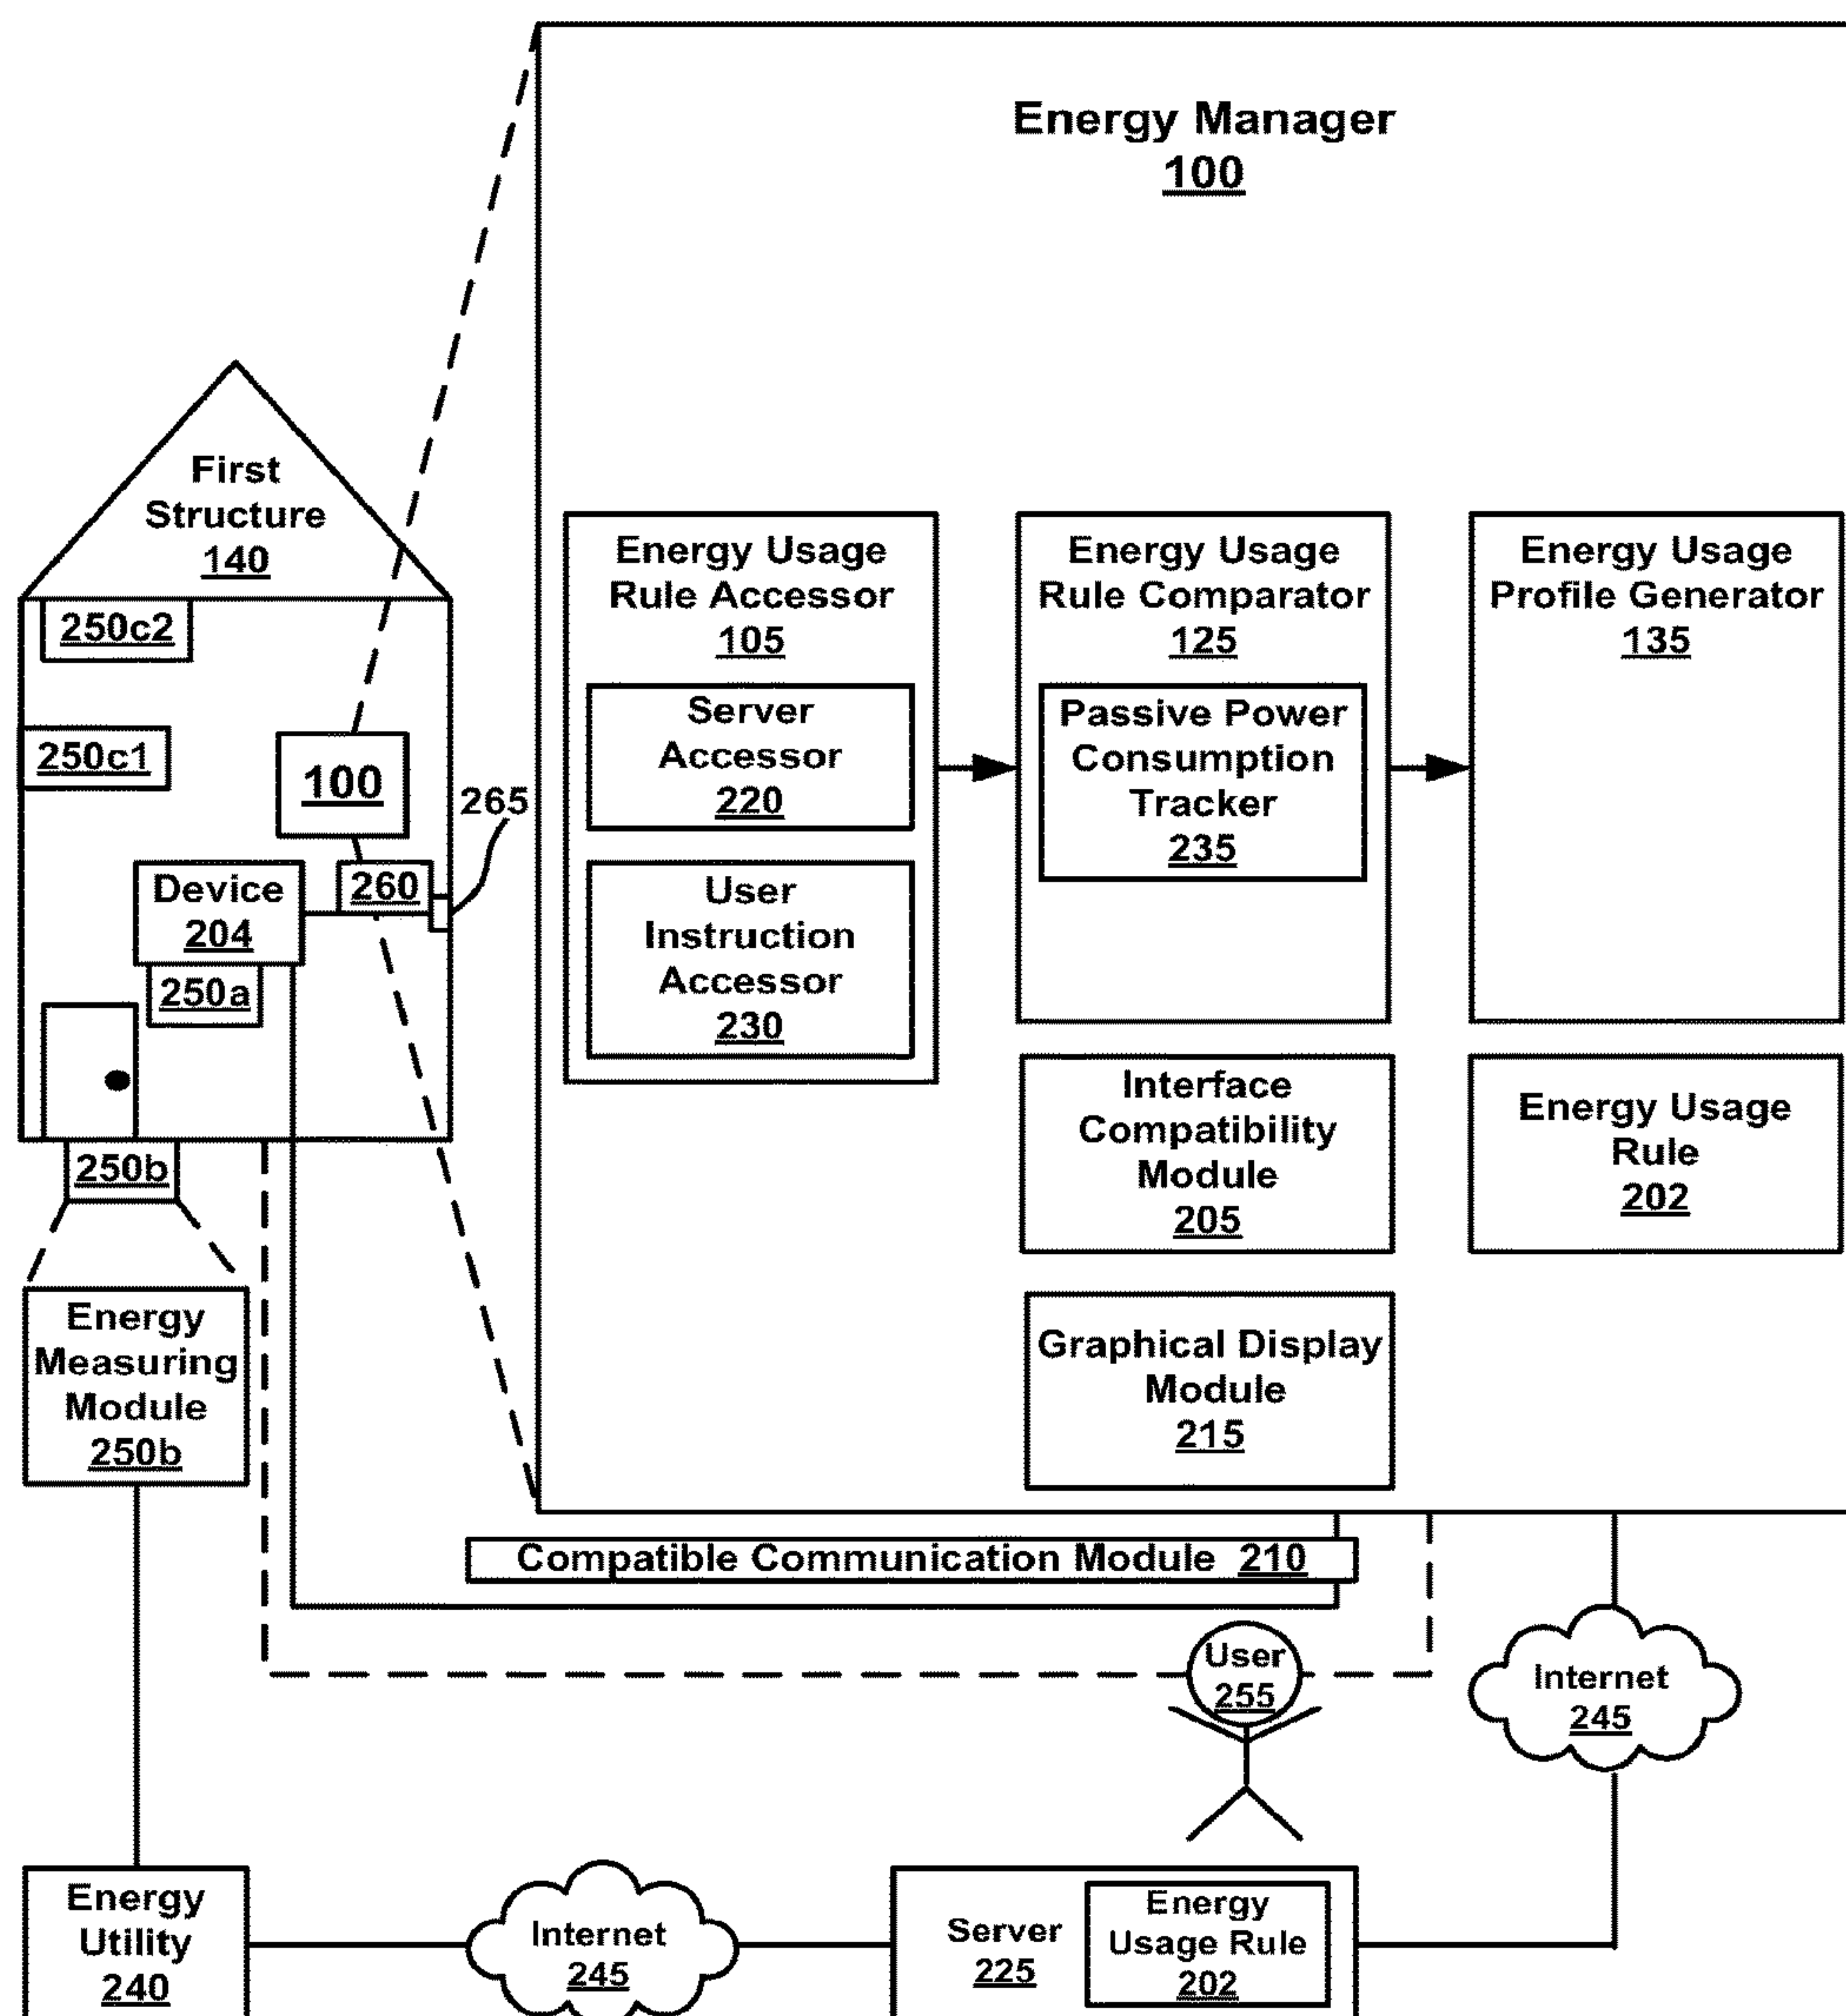 Energy Manager
100
First
Structure
140
250c2
250c1
100
265
260
Device
204
250a
250b
Energy Usage
Rule Accessor
105
Server
Accessor
220
User
Instruction
Accessor
230
Energy Usage
Rule Comparator
125
Passive Power
Consumption
Tracker
235
Energy Usage
Profile Generator
135
Interface
Compatibility
Module
205
Energy Usage
Rule
202
Graphical Display
Module
215
Energy
Measuring
Module
250b
Compatible Communication Module 210
User
255
Internet
245
Energy
Utility
240
Internet
245
Server
225
Energy
Usage Rule
202